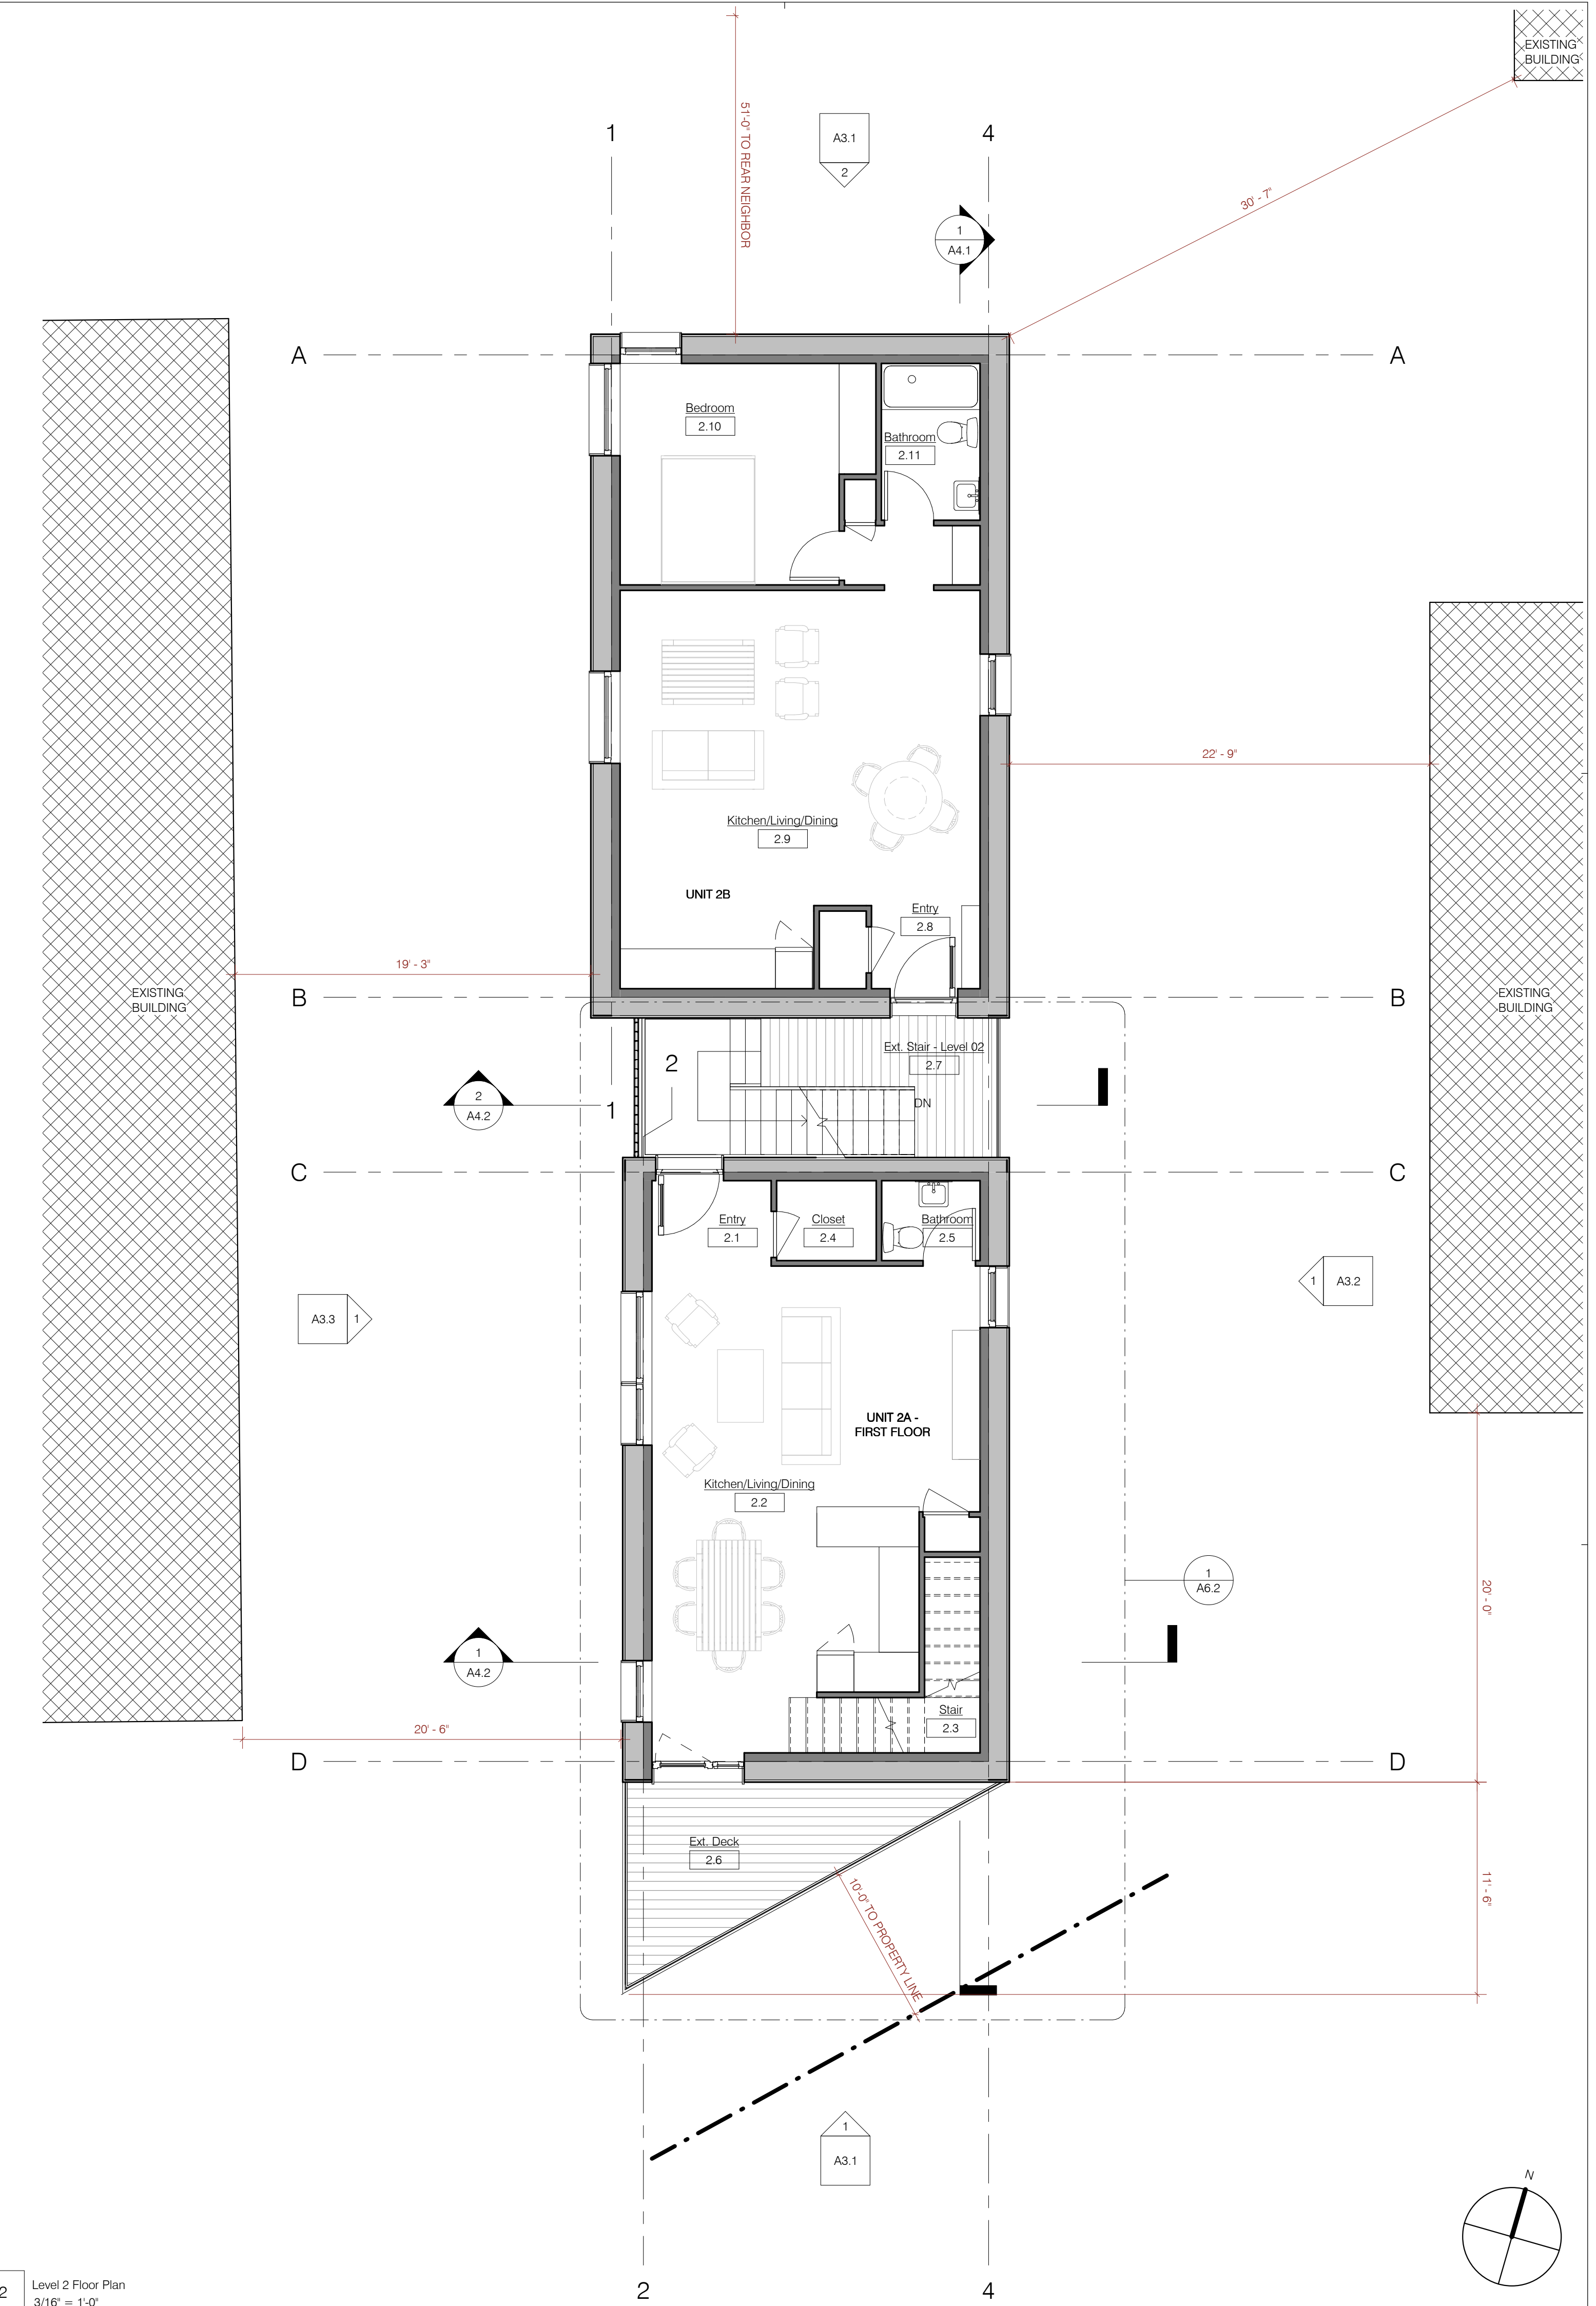 EXISTING
BUILDING
51'-0" TO REAR NEIGHBOR
1
A3.1
2
4
30' - 7"
1
A4.1
A
A
Bedroom
2.10
Bathroom
2.11
22' - 9"
Kitchen/Living/Dining
2.9
UNIT 2B
Entry
2.8
19' - 3"
EXISTING
BUILDING
EXISTING
BUILDING
B
B
Ext. Stair - Level 02
2.7
2
2
A4.2
1
DN
C
C
Entry
2.1
Closet
2.4
Bathroom
2.5
A3.3
1
1
A3.2
UNIT 2A -
FIRST FLOOR
Kitchen/Living/Dining
2.2
1
A6.2
20' - 0"
1
A4.2
Stair
2.3
20' - 6"
D
D
Ext. Deck
2.6
10'-0" TO PROPERTY LINE
11' - 6"
1
A3.1
N
2
4
2
Level 2 Floor Plan
3/16" = 1'-0"